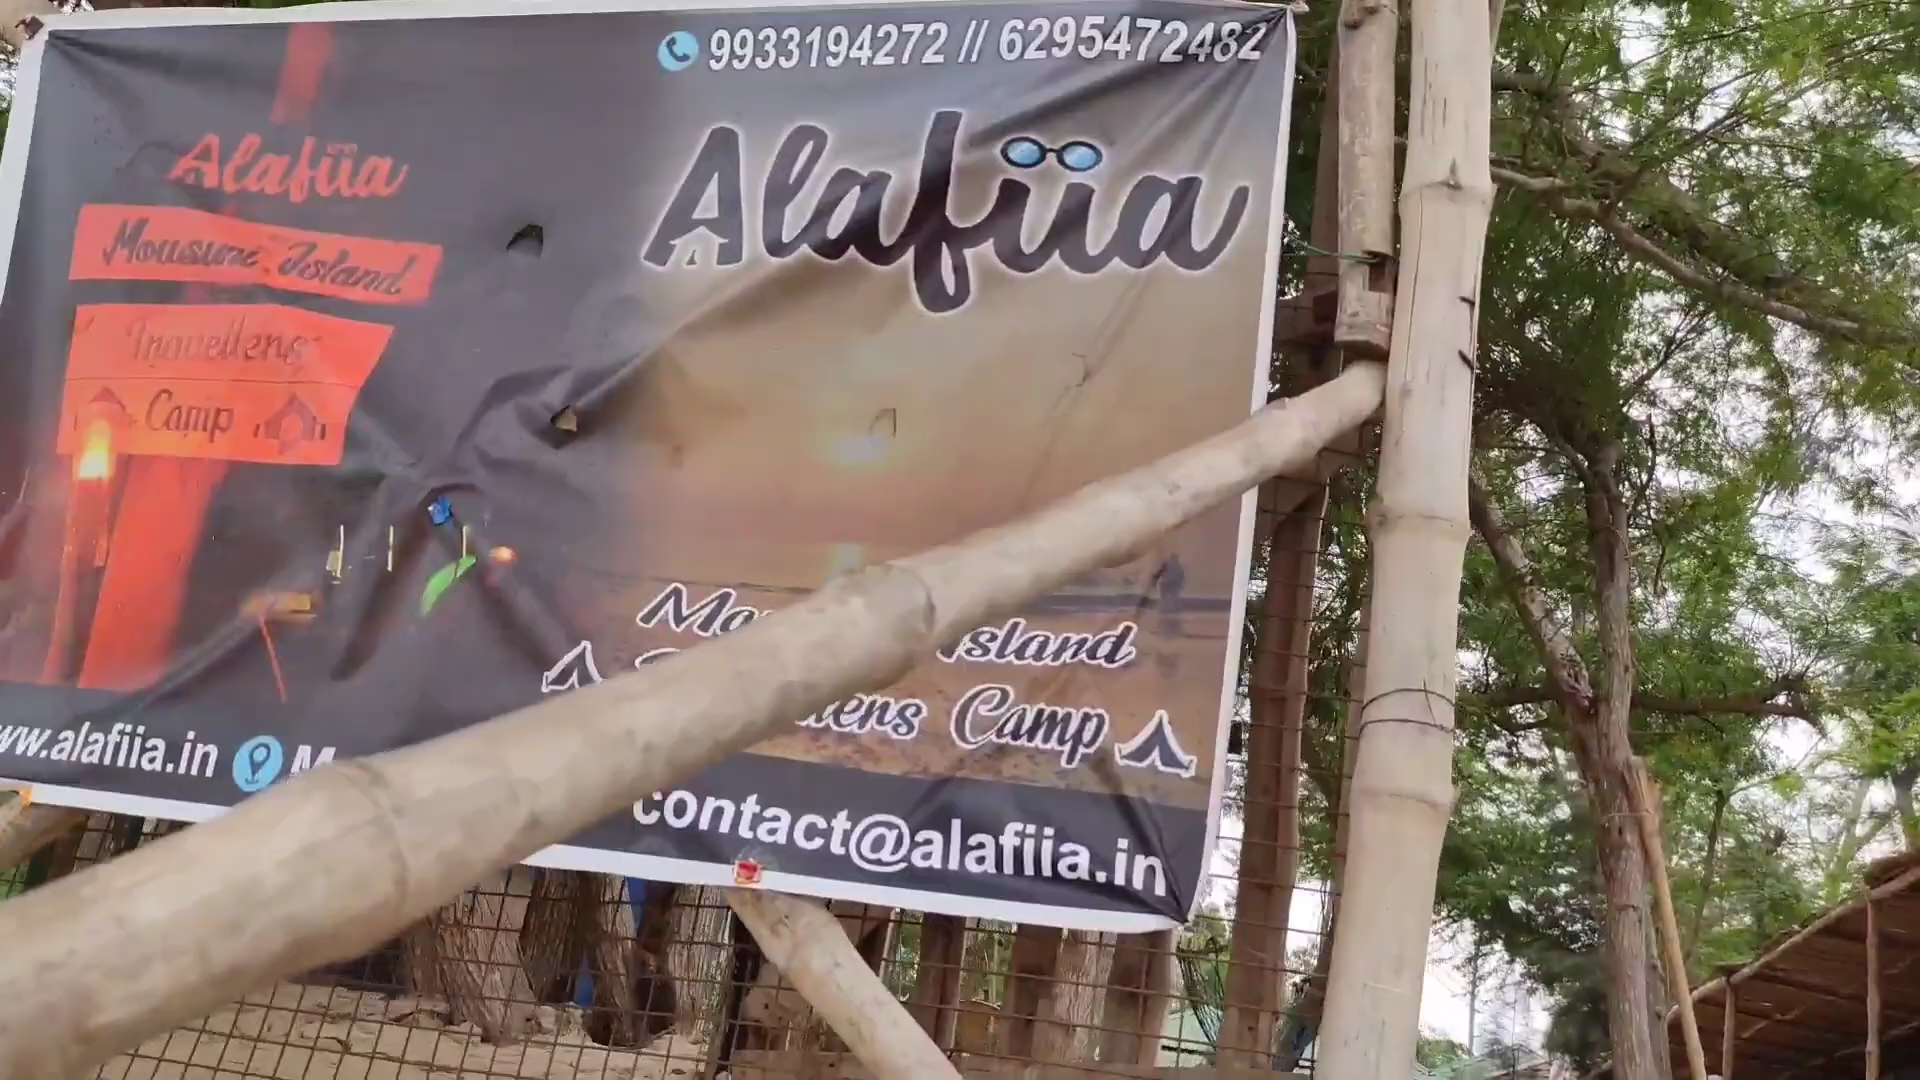 9933194272 // 6295472482
Alafiia
Alafiia
Mousuni Island
Travellers
Camp
Island
Camp
www.alafiia.in
contact@alafiia.in